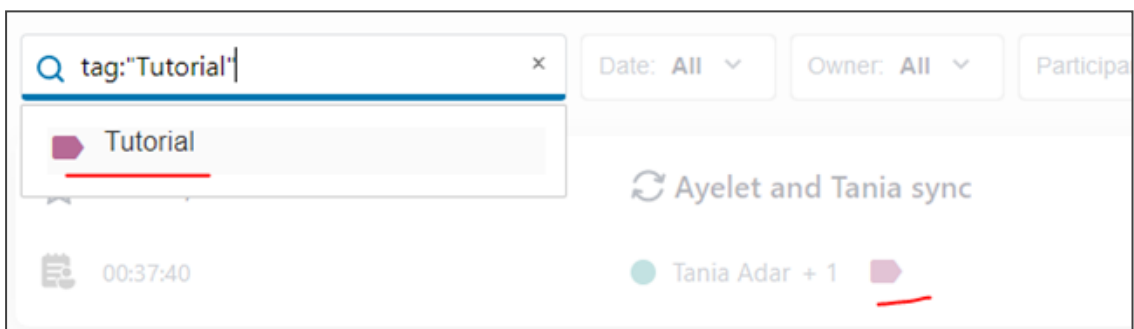 tag:"Tutorial" × Date: All Owner: All Participa
Tutorial
Ayelet and Tania sync
00:37:40 Tania Adar + 1